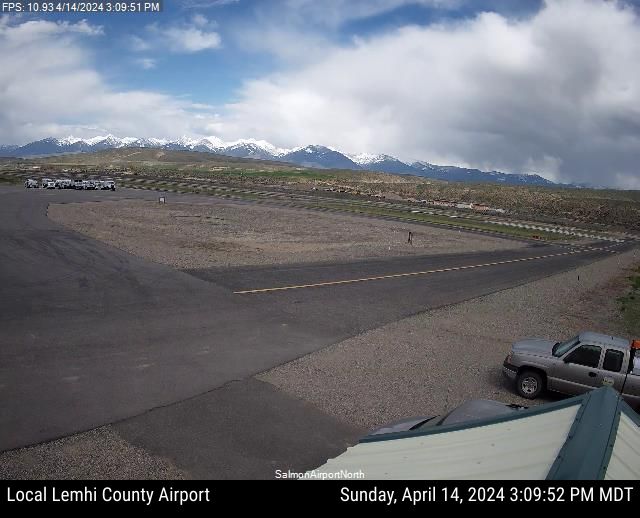 FPS: 10.93 4/14/2024 3:09:51 PM
SalmonAirportNorth
Local Lemhi County Airport Sunday, April 14, 2024 3:09:52 PM MDT